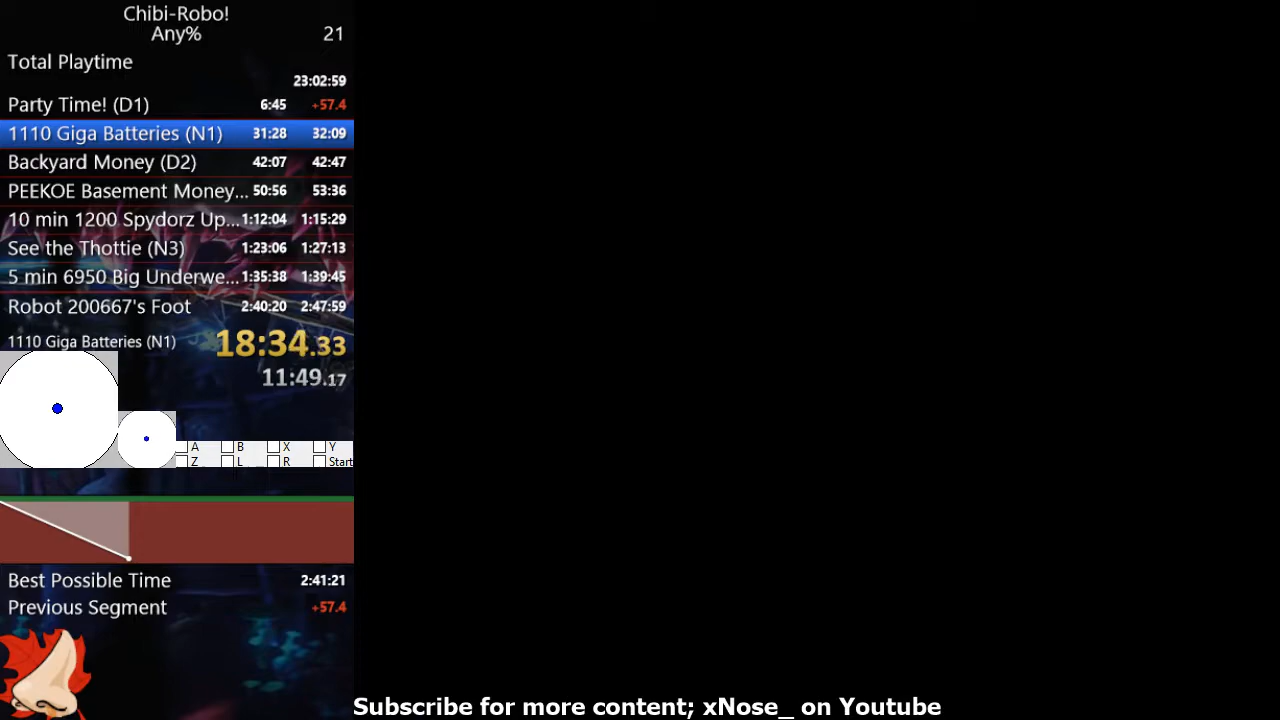 Chibi-Robo!
Any% 21
Total Playtime
23:02:59
Party Time! (D1) 6:45 +57.4
1110 Giga Batteries (N1) 31:28 32:09
Backyard Money (D2) 42:07 42:47
PEEKOE Basement Money... 50:56 53:36
10 min 1200 Spydorz Up... 1:12:04 1:15:29
See the Thottie (N3) 1:23:06 1:27:13
5 min 6950 Big Underwe... 1:35:38 1:39:45
Robot 200667's Foot 2:40:20 2:47:59
1110 Giga Batteries (N1) 18:34.33
11:49.17
A B X Y
Z L R Start
Best Possible Time 2:41:21
Previous Segment +57.4
Subscribe for more content; xNose_ on Youtube